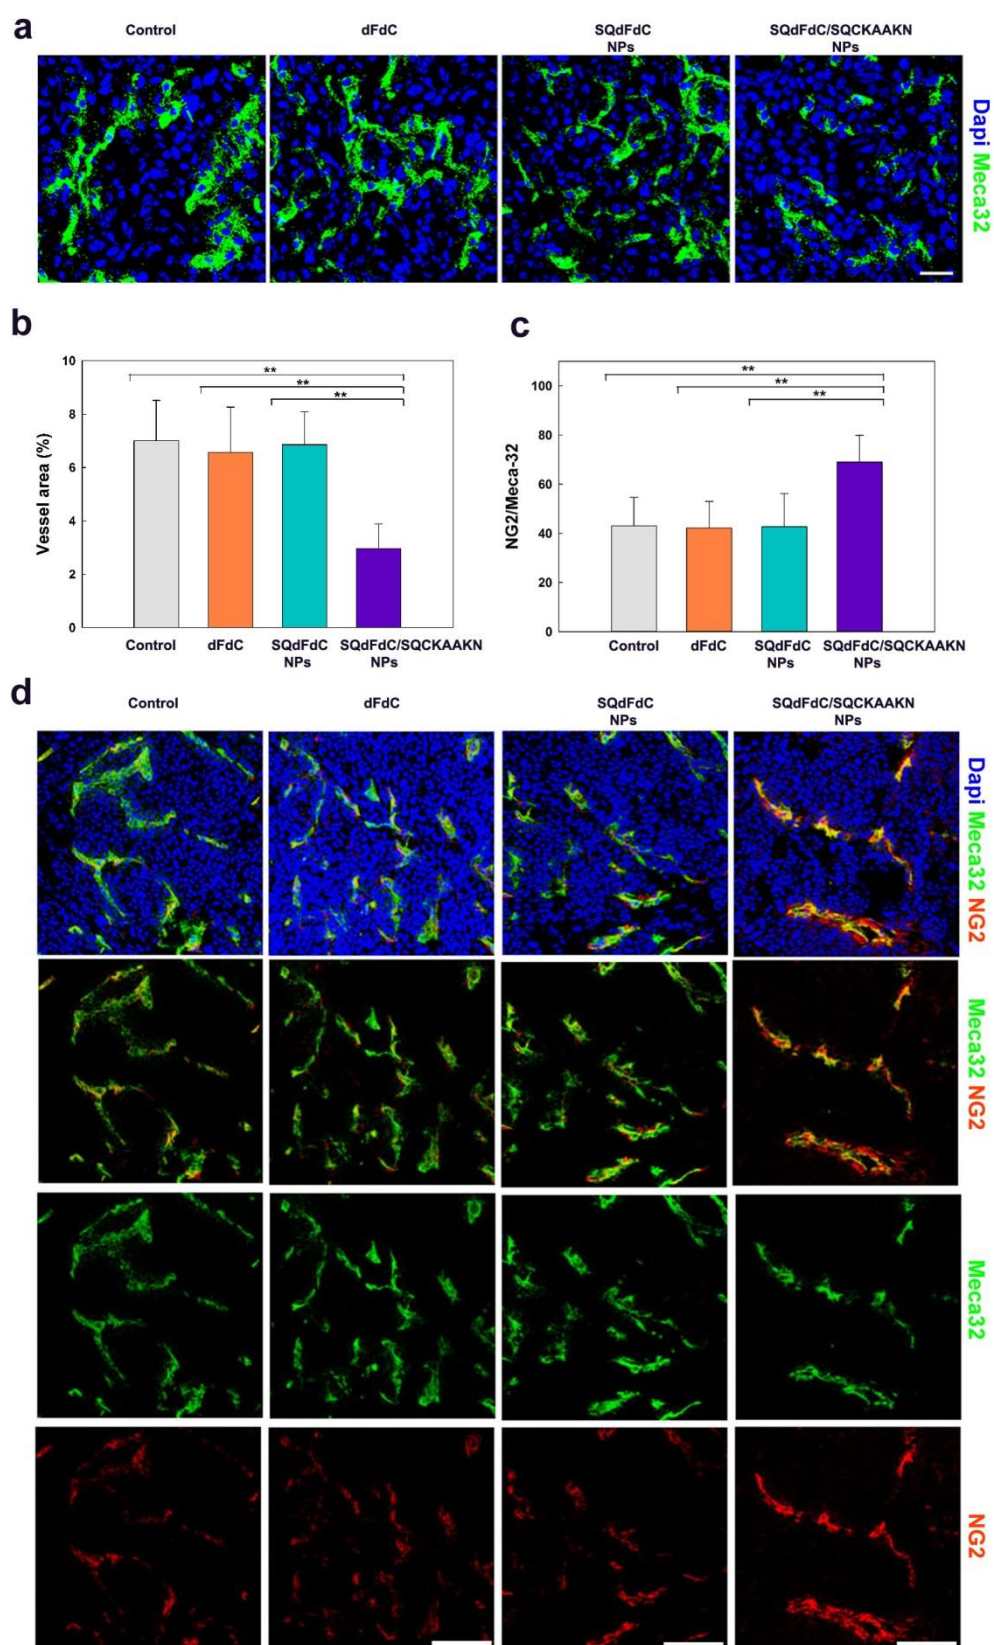 a
Control
dFdC
SQdFdC
NPs
SQdFdC/SQCKAAKN
NPs
Dapi Meca32
b
10
8
6
4
2
0
Vessel area (%)
**
**
**
Control
dFdC
SQdFdC
NPs
SQdFdC/SQCKAAKN
NPs
c
100
80
60
40
20
0
NG2/Meca-32
**
**
**
Control
dFdC
SQdFdC
NPs
SQdFdC/SQCKAAKN
NPs
d
Control
dFdC
SQdFdC
NPs
SQdFdC/SQCKAAKN
NPs
Dapi Meca32 NG2
Meca32 NG2
Meca32
NG2